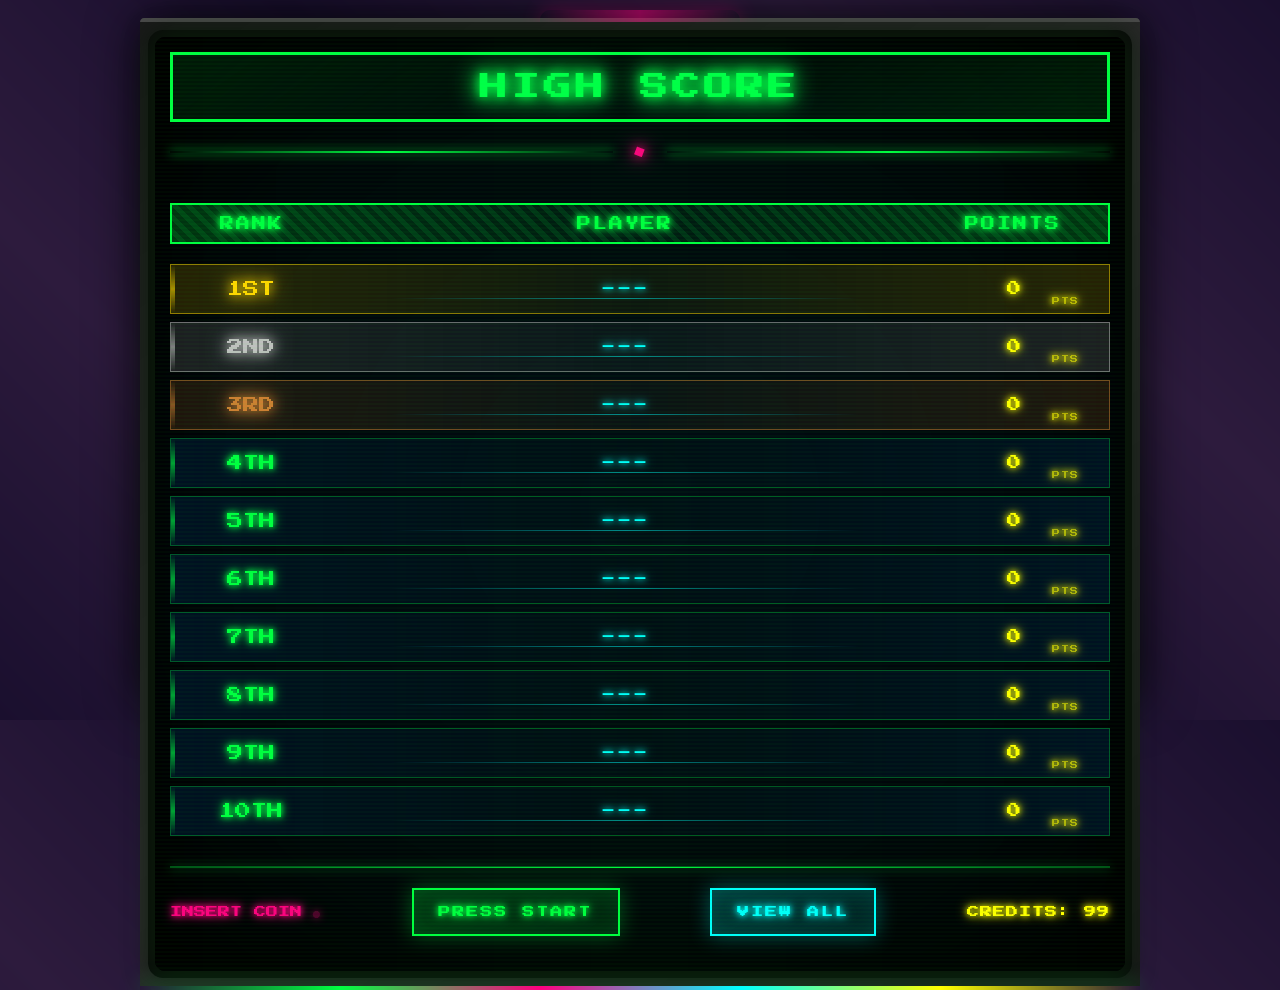 HIGH SCORE
RANK PLAYER POINTS
1ST --- 0 PTS
2ND --- 0 PTS
3RD --- 0 PTS
4TH --- 0 PTS
5TH --- 0 PTS
6TH --- 0 PTS
7TH --- 0 PTS
8TH --- 0 PTS
9TH --- 0 PTS
10TH --- 0 PTS
INSERT COIN PRESS START VIEW ALL CREDITS: 99